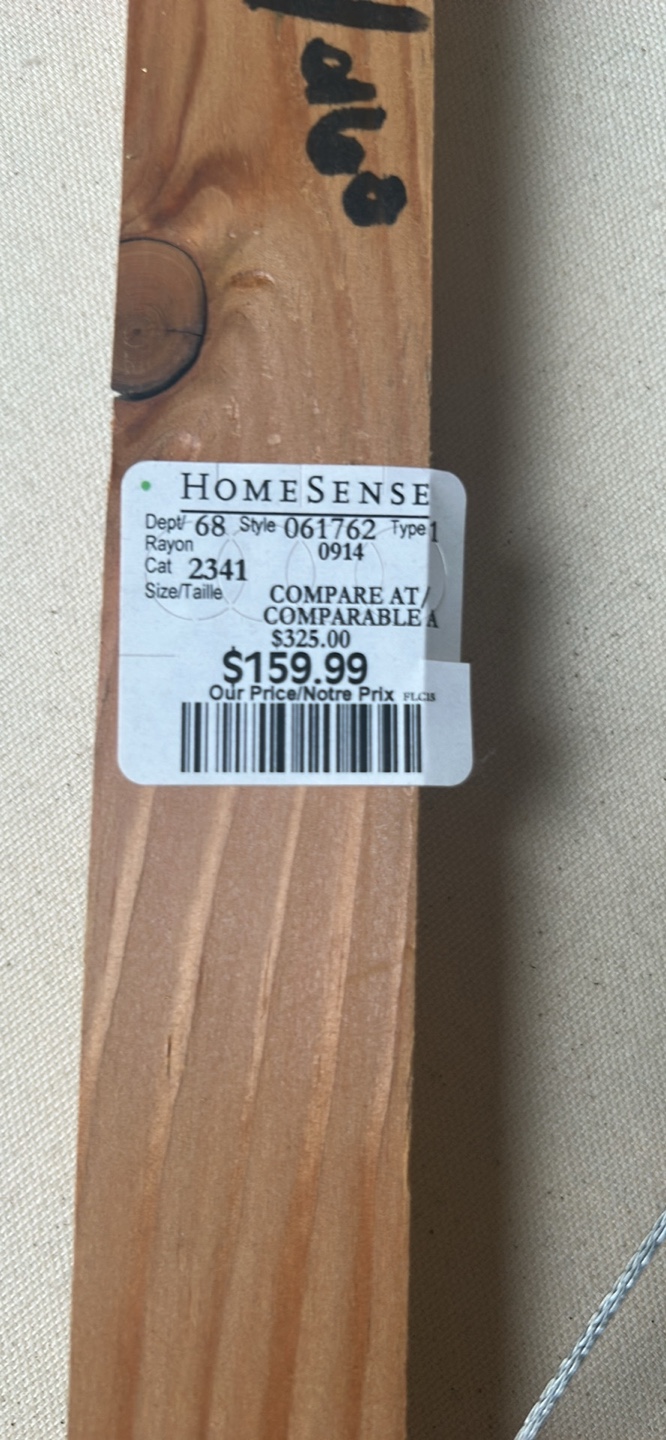 HOMESENSE
Dept/ 68 Style 061762 Type 1
Rayon 0914
Cat 2341
Size/Taille COMPARE AT/
COMPARABLE A
$325.00
$159.99
Our Price/Notre Prix FLC1S